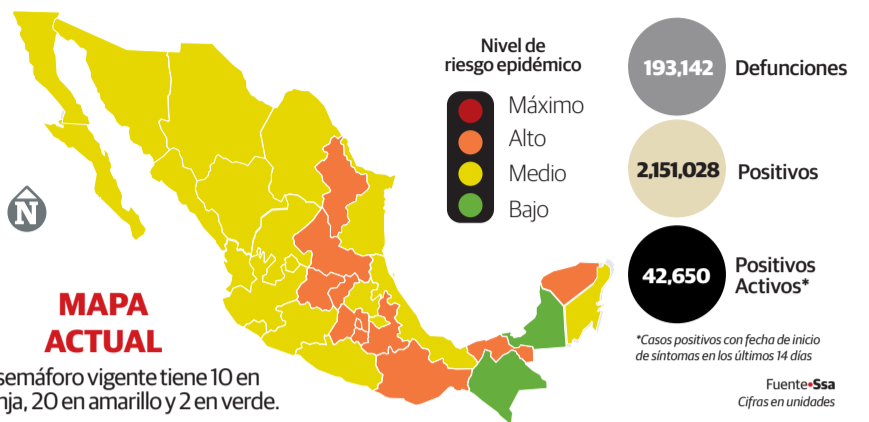 N
MAPA
ACTUAL
semáforo vigente tiene 10 en
nja, 20 en amarillo y 2 en verde.
Nivel de
riesgo epidémico
Máximo
Alto
Medio
Bajo
193,142 Defunciones
2,151,028 Positivos
42,650 Positivos
Activos*
*Casos positivos con fecha de inicio
de síntomas en los últimos 14 días
Fuente•Ssa
Cifras en unidades